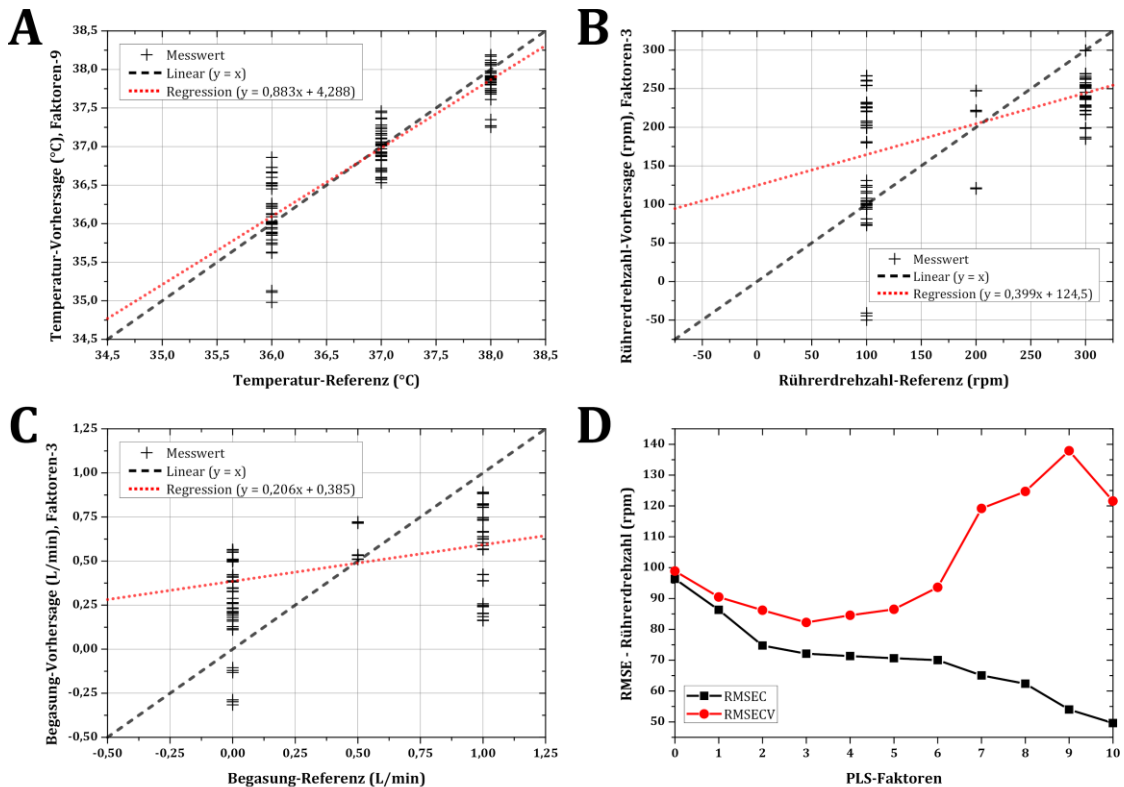 A
Temperatur-Vorhersage (°C), Faktoren-9
38,5
38,0
37,5
37,0
36,5
36,0
35,5
35,0
34,5
Messwert
Linear (y = x)
Regression (y = 0,883x + 4,288)
34,5 35,0 35,5 36,0 36,5 37,0 37,5 38,0 38,5
Temperatur-Referenz (°C)
B
Rührerdrehzahl-Vorhersage (rpm), Faktoren-3
300
250
200
150
100
50
0
-50
Messwert
Linear (y = x)
Regression (y = 0,399x + 124,5)
-50 0 50 100 150 200 250 300
Rührerdrehzahl-Referenz (rpm)
C
Begasung-Vorhersage (L/min), Faktoren-3
1,25
1,00
0,75
0,50
0,25
0,00
-0,25
-0,50
Messwert
Linear (y = x)
Regression (y = 0,206x + 0,385)
-0,50 -0,25 0,00 0,25 0,50 0,75 1,00 1,25
Begasung-Referenz (L/min)
D
RMSE - Rührerdrehzahl (rpm)
140
130
120
110
100
90
80
70
60
50
RMSEC
RMSECV
0 1 2 3 4 5 6 7 8 9 10
PLS-Faktoren